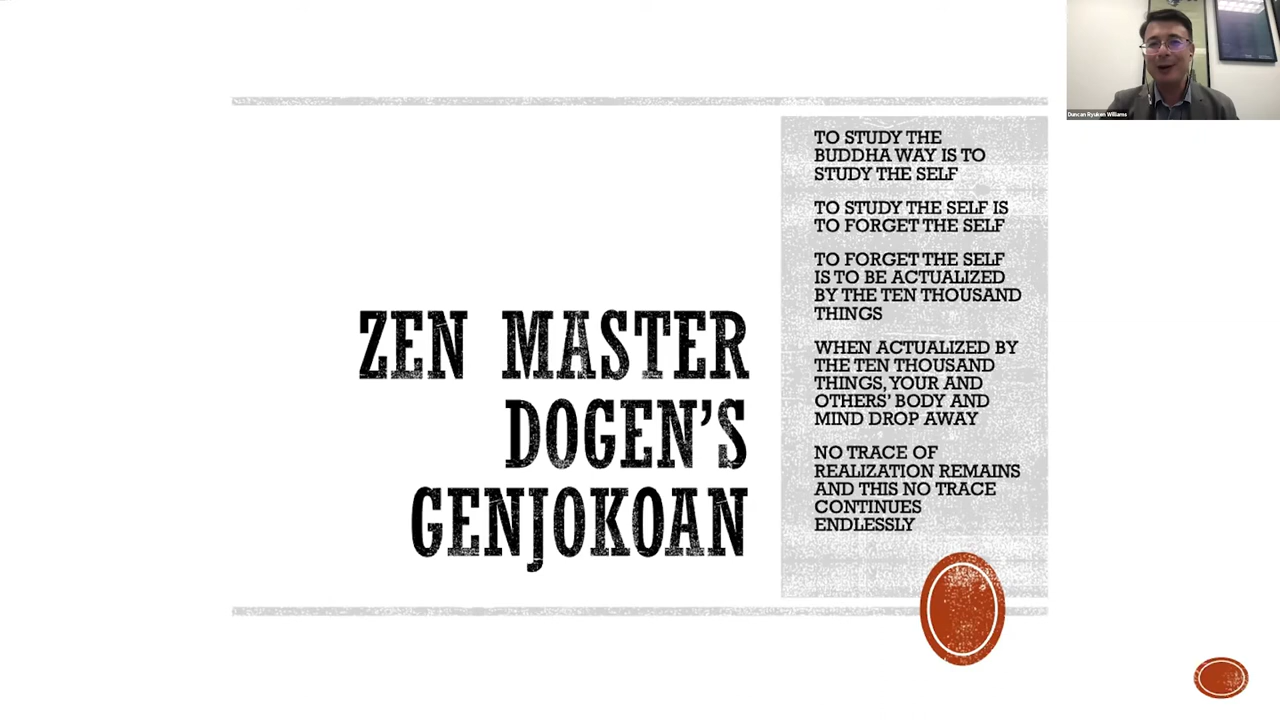 ZEN MASTER
DOGEN'S
GENJOKOAN
TO STUDY THE
BUDDHA WAY IS TO
STUDY THE SELF
TO STUDY THE SELF IS
TO FORGET THE SELF
TO FORGET THE SELF
IS TO BE ACTUALIZED
BY THE TEN THOUSAND
THINGS
WHEN ACTUALIZED BY
THE TEN THOUSAND
THINGS, YOUR AND
OTHERS' BODY AND
MIND DROP AWAY
NO TRACE OF
REALIZATION REMAINS
AND THIS NO TRACE
CONTINUES
ENDLESSLY
Duncan Ryuken Williams